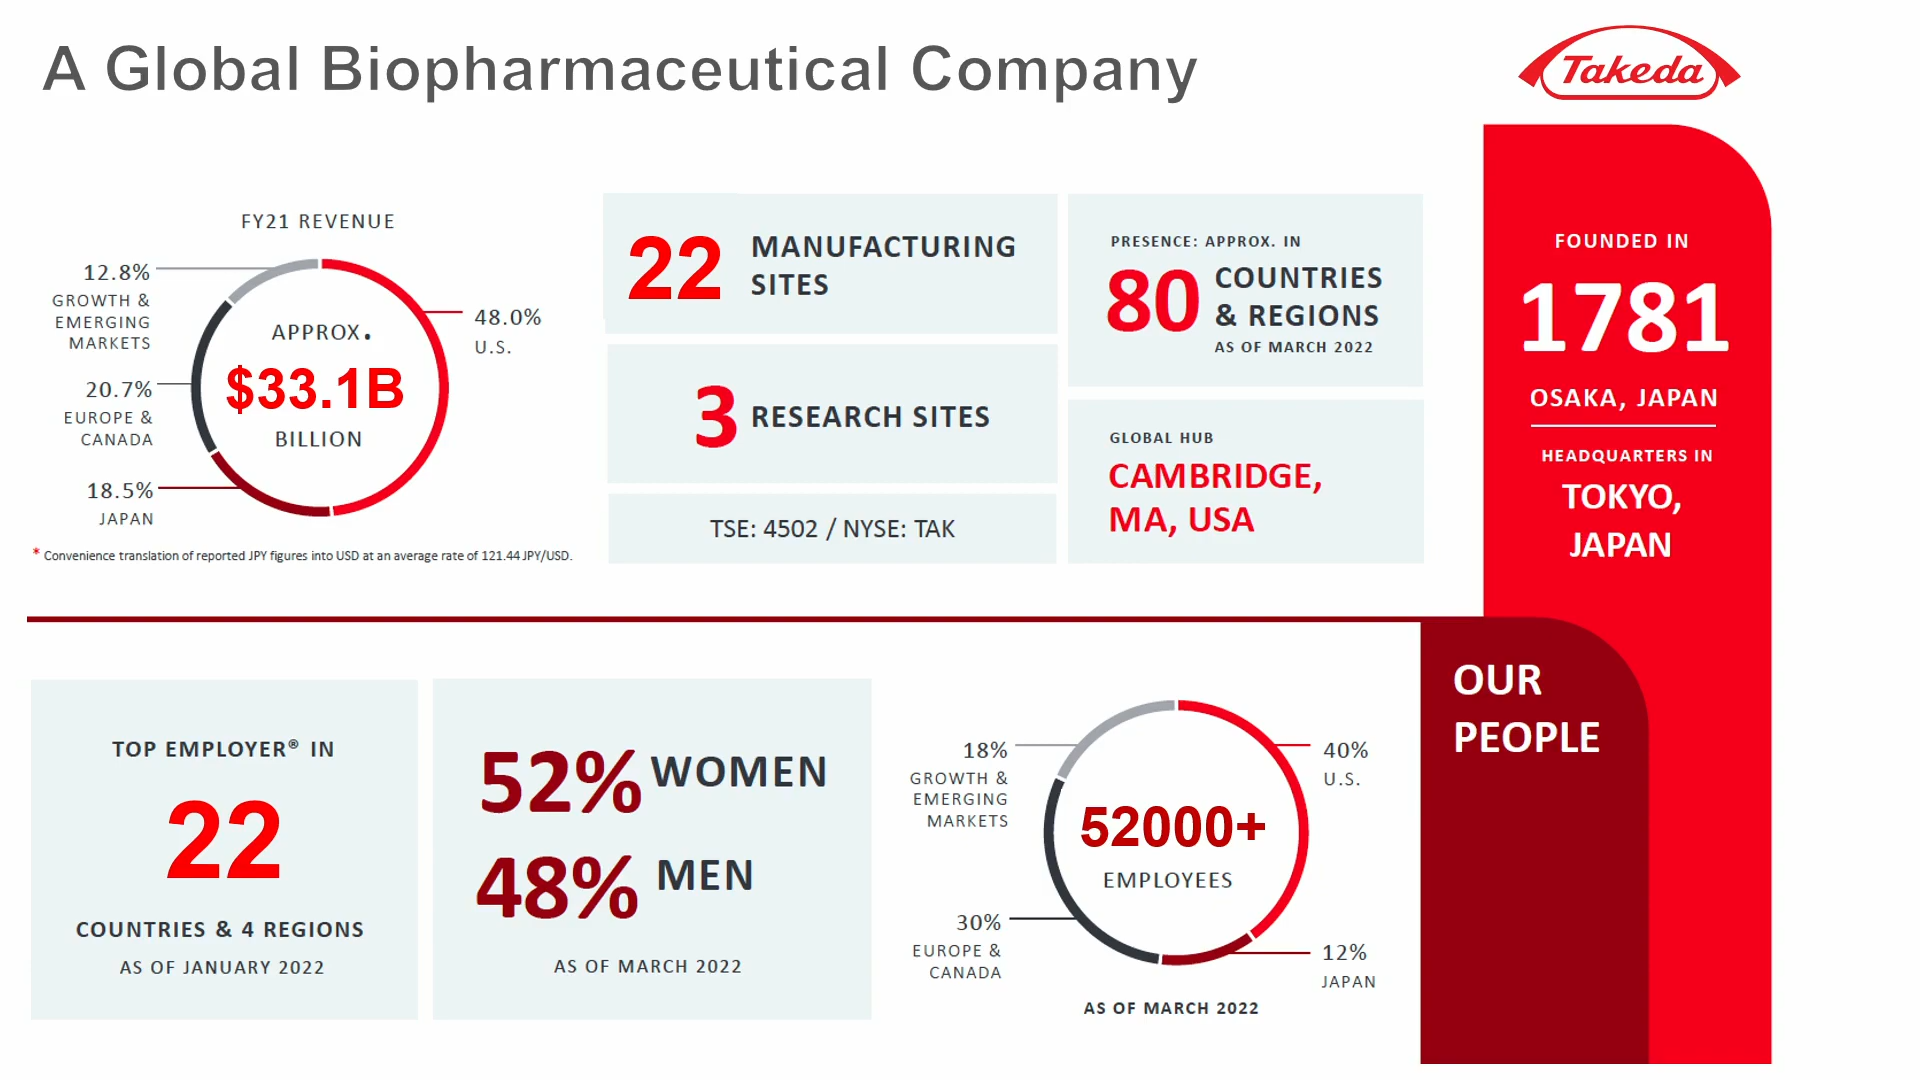 A Global Biopharmaceutical Company
Takeda
FY21 REVENUE
12.8%
GROWTH &
EMERGING
MARKETS
20.7%
EUROPE &
CANADA
18.5%
JAPAN
48.0%
U.S.
APPROX.
$33.1B
BILLION
* Convenience translation of reported JPY figures into USD at an average rate of 121.44 JPY/USD.
22 MANUFACTURING
SITES
3 RESEARCH SITES
TSE: 4502 / NYSE: TAK
PRESENCE: APPROX. IN
80 COUNTRIES
& REGIONS
AS OF MARCH 2022
GLOBAL HUB
CAMBRIDGE,
MA, USA
FOUNDED IN
1781
OSAKA, JAPAN
HEADQUARTERS IN
TOKYO,
JAPAN
OUR
PEOPLE
TOP EMPLOYER® IN
22
COUNTRIES & 4 REGIONS
AS OF JANUARY 2022
52% WOMEN
48% MEN
AS OF MARCH 2022
18%
GROWTH &
EMERGING
MARKETS
30%
EUROPE &
CANADA
52000+
EMPLOYEES
40%
U.S.
12%
JAPAN
AS OF MARCH 2022